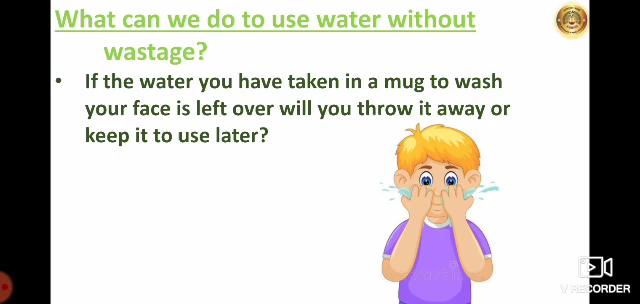 What can we do to use water without
wastage?
• If the water you have taken in a mug to wash
your face is left over will you throw it away or
keep it to use later?
V RECORDER